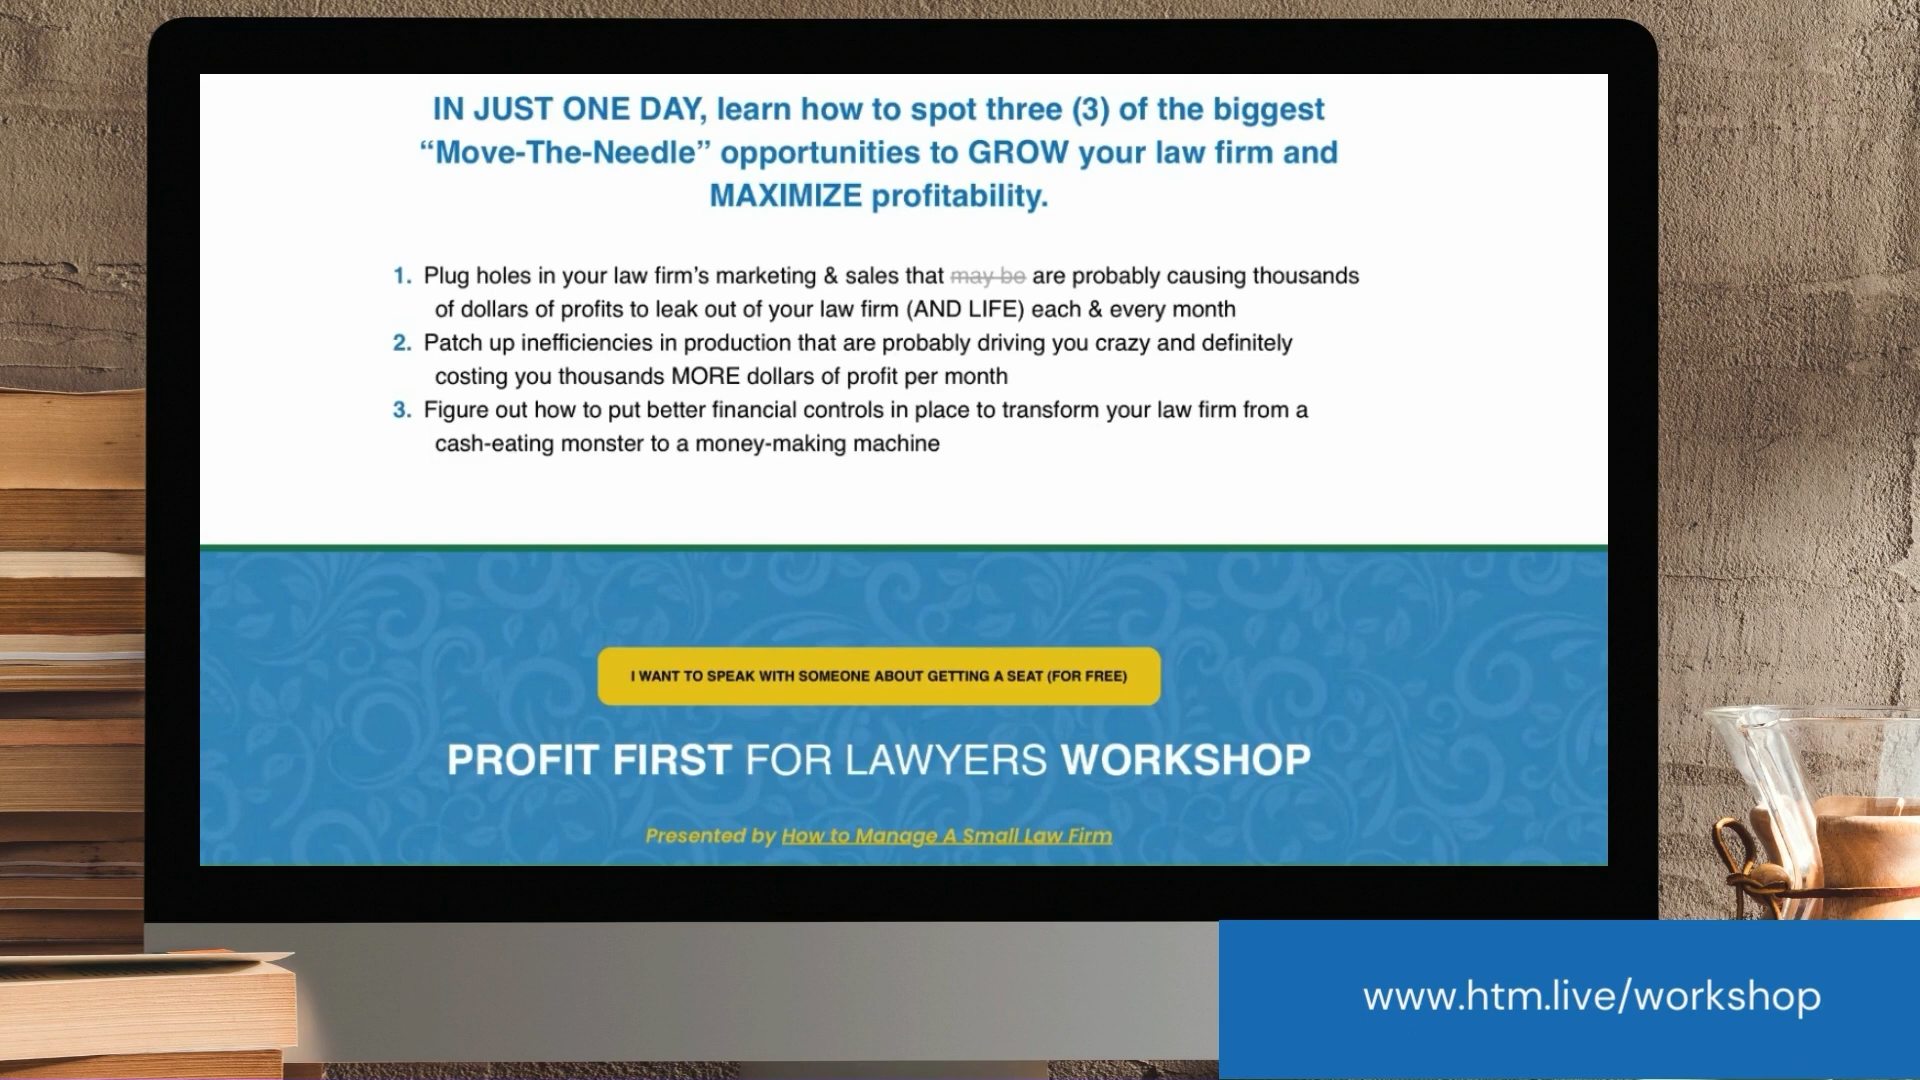 IN JUST ONE DAY, learn how to spot three (3) of the biggest
“Move-The-Needle” opportunities to GROW your law firm and
MAXIMIZE profitability.
1. Plug holes in your law firm’s marketing & sales that may be are probably causing thousands
of dollars of profits to leak out of your law firm (AND LIFE) each & every month
2. Patch up inefficiencies in production that are probably driving you crazy and definitely
costing you thousands MORE dollars of profit per month
3. Figure out how to put better financial controls in place to transform your law firm from a
cash-eating monster to a money-making machine
I WANT TO SPEAK WITH SOMEONE ABOUT GETTING A SEAT (FOR FREE)
PROFIT FIRST FOR LAWYERS WORKSHOP
Presented by How to Manage A Small Law Firm
www.htm.live/workshop